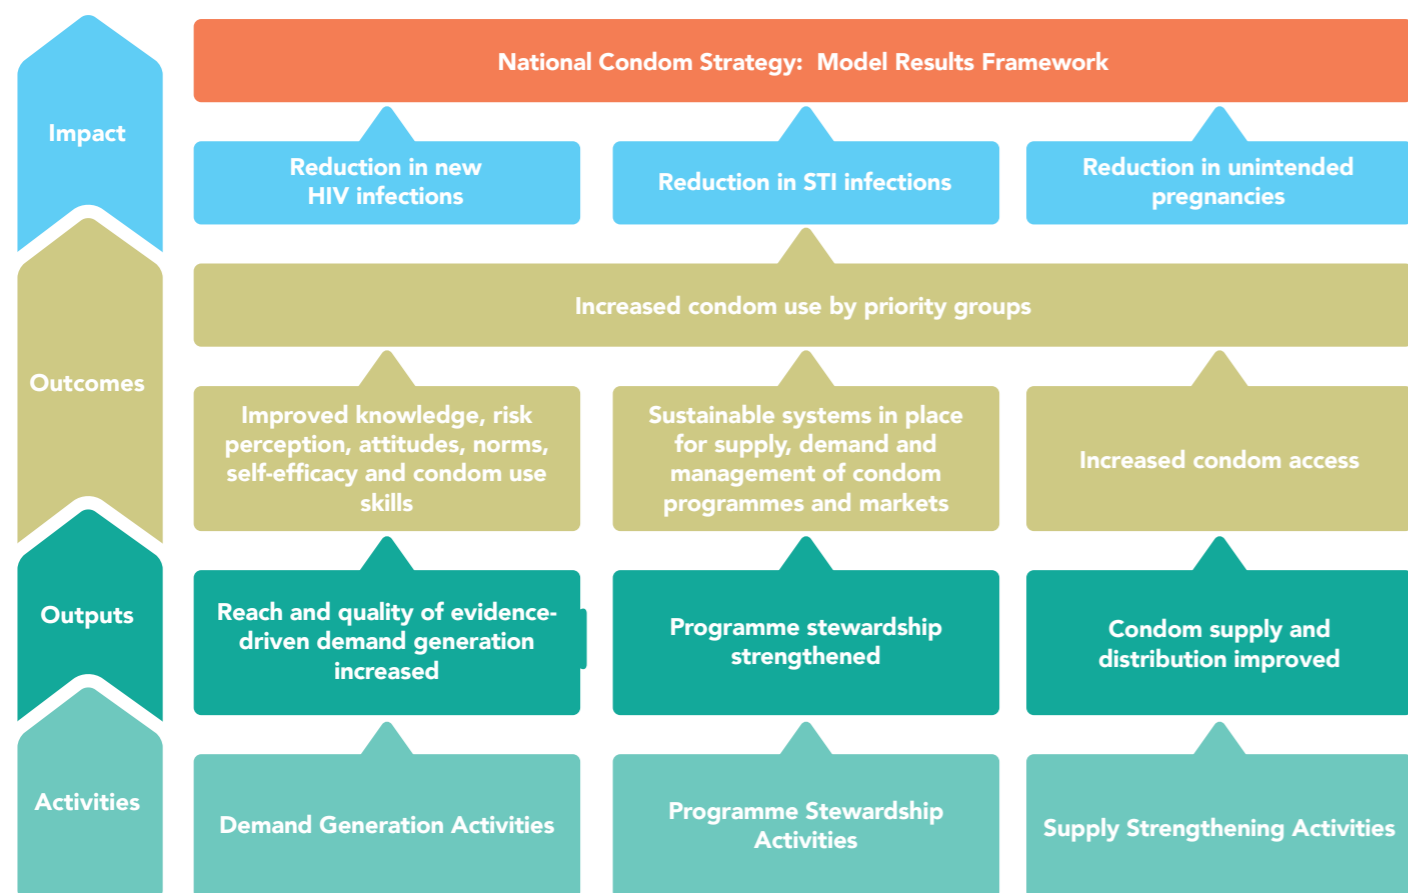 National Condom Strategy: Model Results Framework
Impact
Reduction in new
HIV infections
Reduction in STI infections
Reduction in unintended
pregnancies
Increased condom use by priority groups
Outcomes
Improved knowledge, risk
perception, attitudes, norms,
self-efficacy and condom use
skills
Sustainable systems in place
for supply, demand and
management of condom
programmes and markets
Increased condom access
Outputs
Reach and quality of evidence-
driven demand generation
increased
Programme stewardship
strengthened
Condom supply and
distribution improved
Activities
Demand Generation Activities
Programme Stewardship
Activities
Supply Strengthening Activities